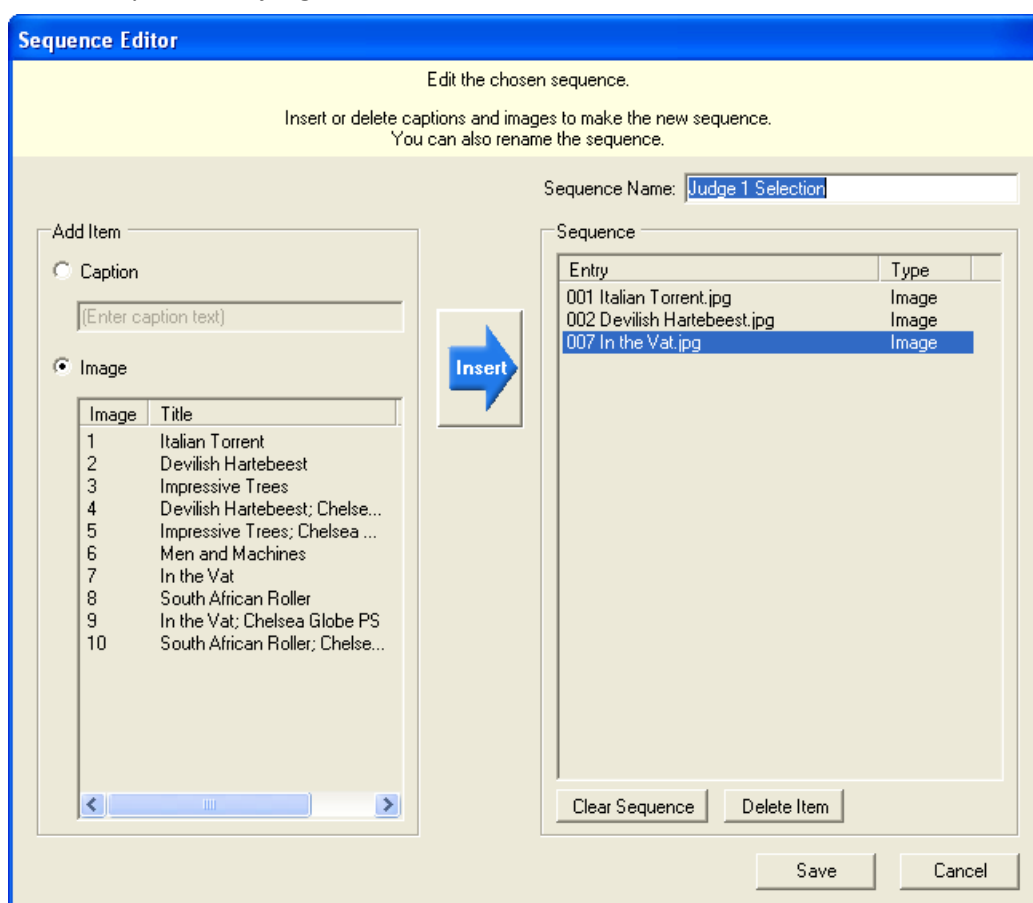 Sequence Editor
Edit the chosen sequence.
Insert or delete captions and images to make the new sequence.
You can also rename the sequence.
Sequence Name: Judge 1 Selection
Add Item
Caption
(Enter caption text)
Image
Image Title
1 Italian Torrent
2 Devilish Hartebeest
3 Impressive Trees
4 Devilish Hartebeest; Chelse...
5 Impressive Trees; Chelsea ...
6 Men and Machines
7 In the Vat
8 South African Roller
9 In the Vat; Chelsea Globe PS
10 South African Roller; Chelse...
Insert
Sequence
Entry Type
001 Italian Torrent.jpg Image
002 Devilish Hartebeest.jpg Image
007 In the Vat.jpg Image
Clear Sequence Delete Item
Save Cancel